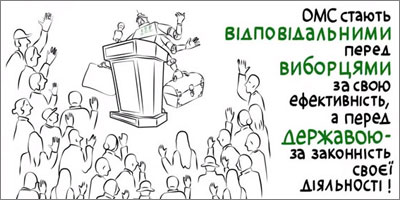 ОМС стають
ВІДПОВІДАЛЬНИМИ
перед
ВИБОРЦЯМИ
за свою
ефективність,
а перед
ДЕРЖАВОЮ-
за законність
своєї
діяльності!